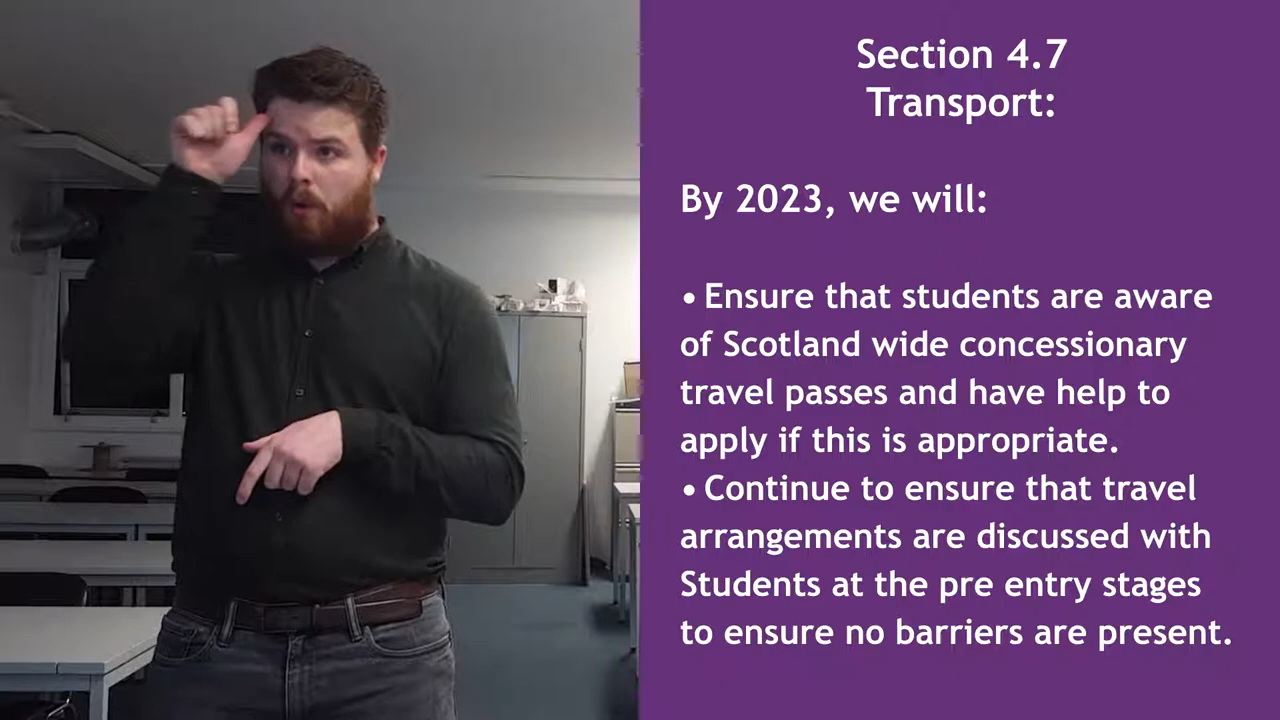 Section 4.7
Transport:
By 2023, we will:
• Ensure that students are aware
of Scotland wide concessionary
travel passes and have help to
apply if this is appropriate.
• Continue to ensure that travel
arrangements are discussed with
Students at the pre entry stages
to ensure no barriers are present.